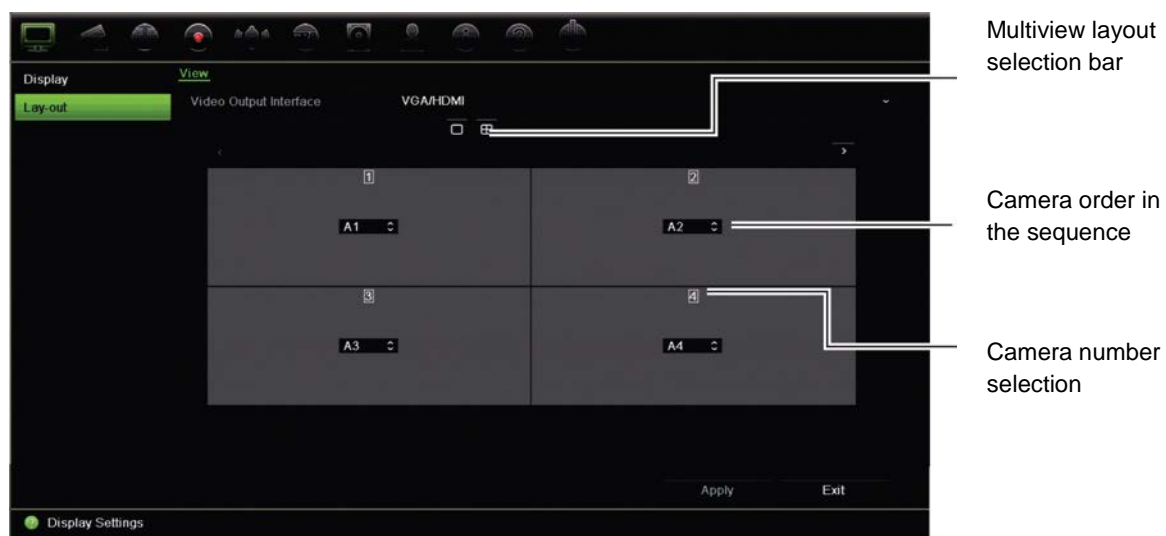 Multiview layout
selection bar
Display
View
Lay-out
Video Output Interface
VGA/HDMI
1
2
A1
A2
Camera order in
the sequence
3
4
A3
A4
Camera number
selection
Apply
Exit
Display Settings